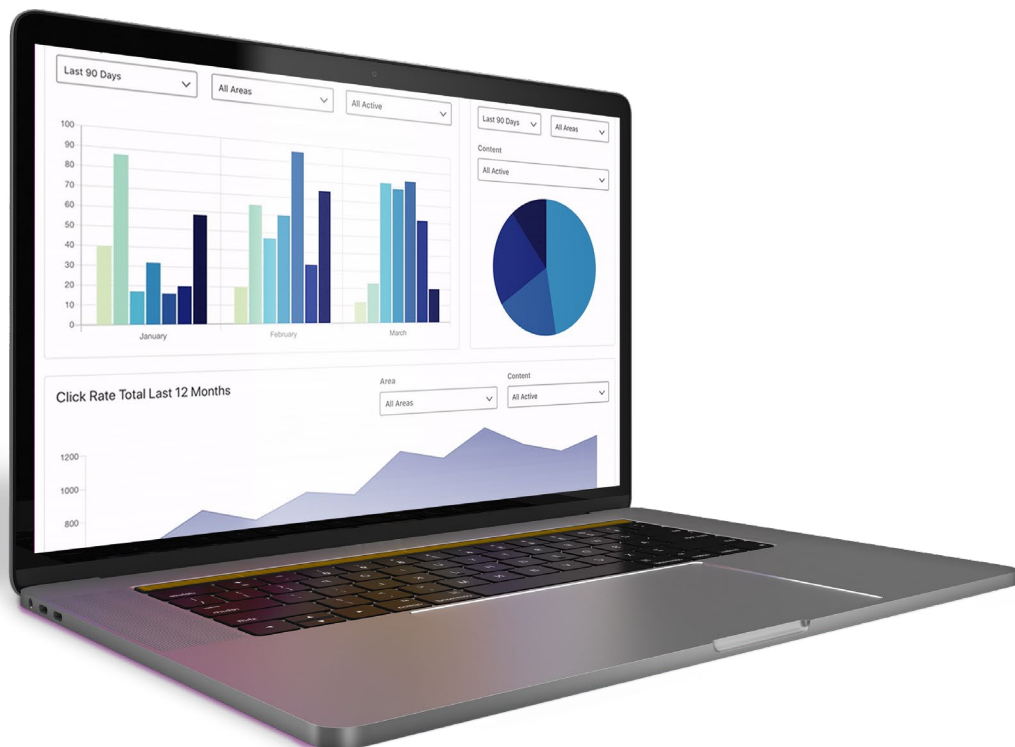 Last 90 Days
All Areas
All Active
100
90
80
70
60
50
40
30
20
10
0
January
February
March
Last 90 Days
All Areas
Content
All Active
Click Rate Total Last 12 Months
Area
All Areas
Content
All Active
1200
1000
800